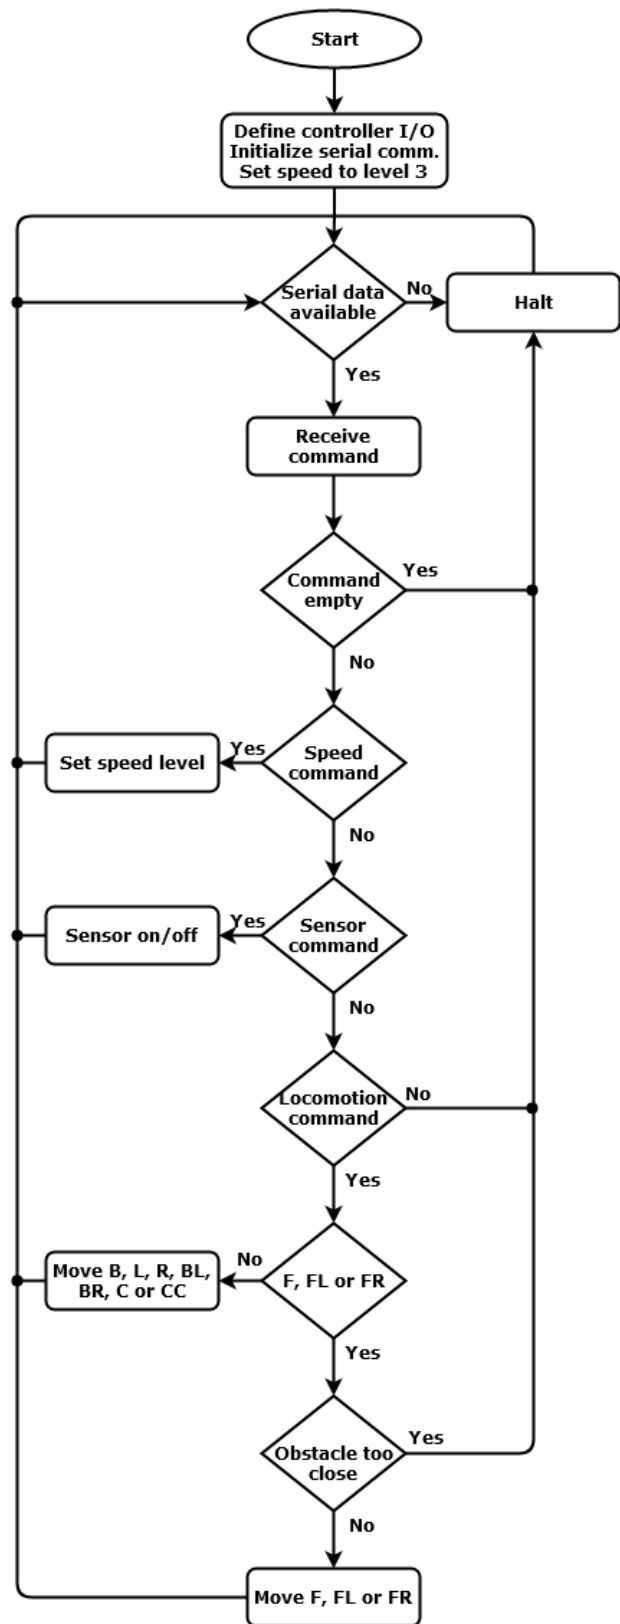 Start
Define controller I/O
Initialize serial comm.
Set speed to level 3
Serial data
available
No
Halt
Yes
Receive
command
Command
empty
Yes
No
Set speed level
Yes
Speed
command
No
Sensor on/off
Yes
Sensor
command
No
Locomotion
command
No
Yes
Move B, L, R, BL,
BR, C or CC
No
F, FL or FR
Yes
Obstacle too
close
Yes
No
Move F, FL or FR